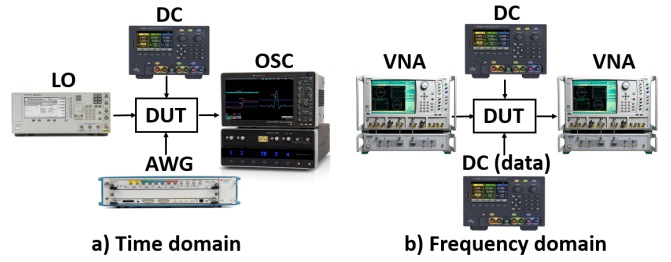 DC
LO
OSC
DUT
AWG
a) Time domain
DC
VNA
VNA
DUT
DC (data)
b) Frequency domain